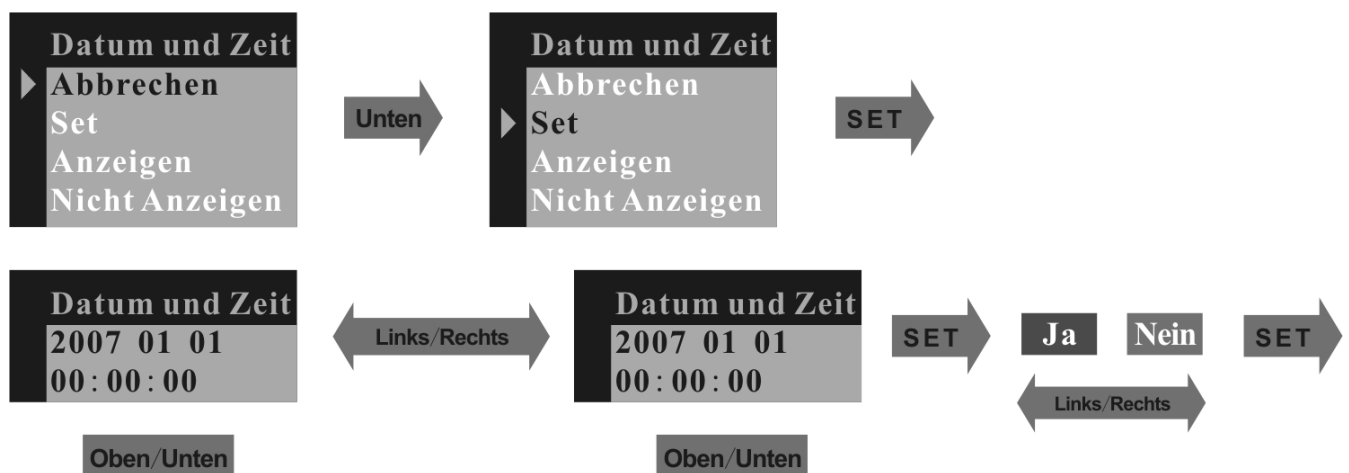 Datum und Zeit
Abbrechen
Set
Anzeigen
Nicht Anzeigen
Unten
Datum und Zeit
Abbrechen
Set
Anzeigen
Nicht Anzeigen
SET
Datum und Zeit
2007 01 01
00:00:00
Oben/Unten
Links/Rechts
Datum und Zeit
2007 01 01
00:00:00
Oben/Unten
SET
Ja
Nein
Links/Rechts
SET